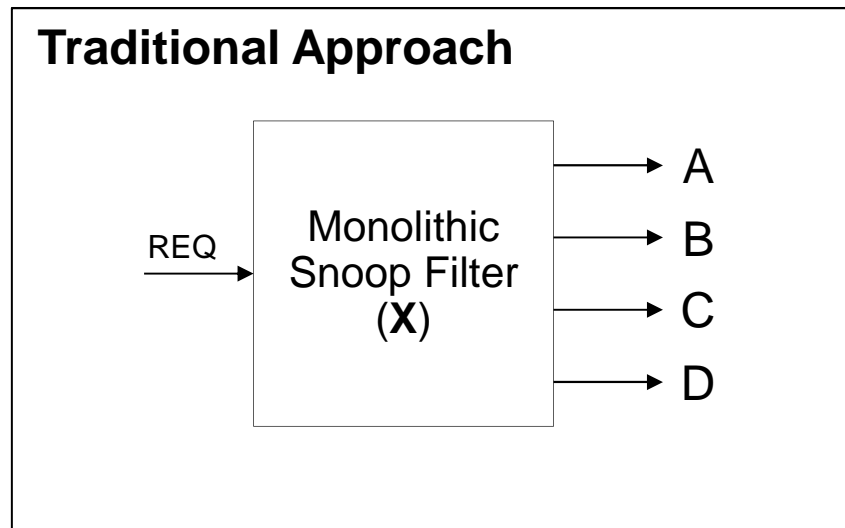 Traditional Approach
REQ
Monolithic
Snoop Filter
(X)
A
B
C
D